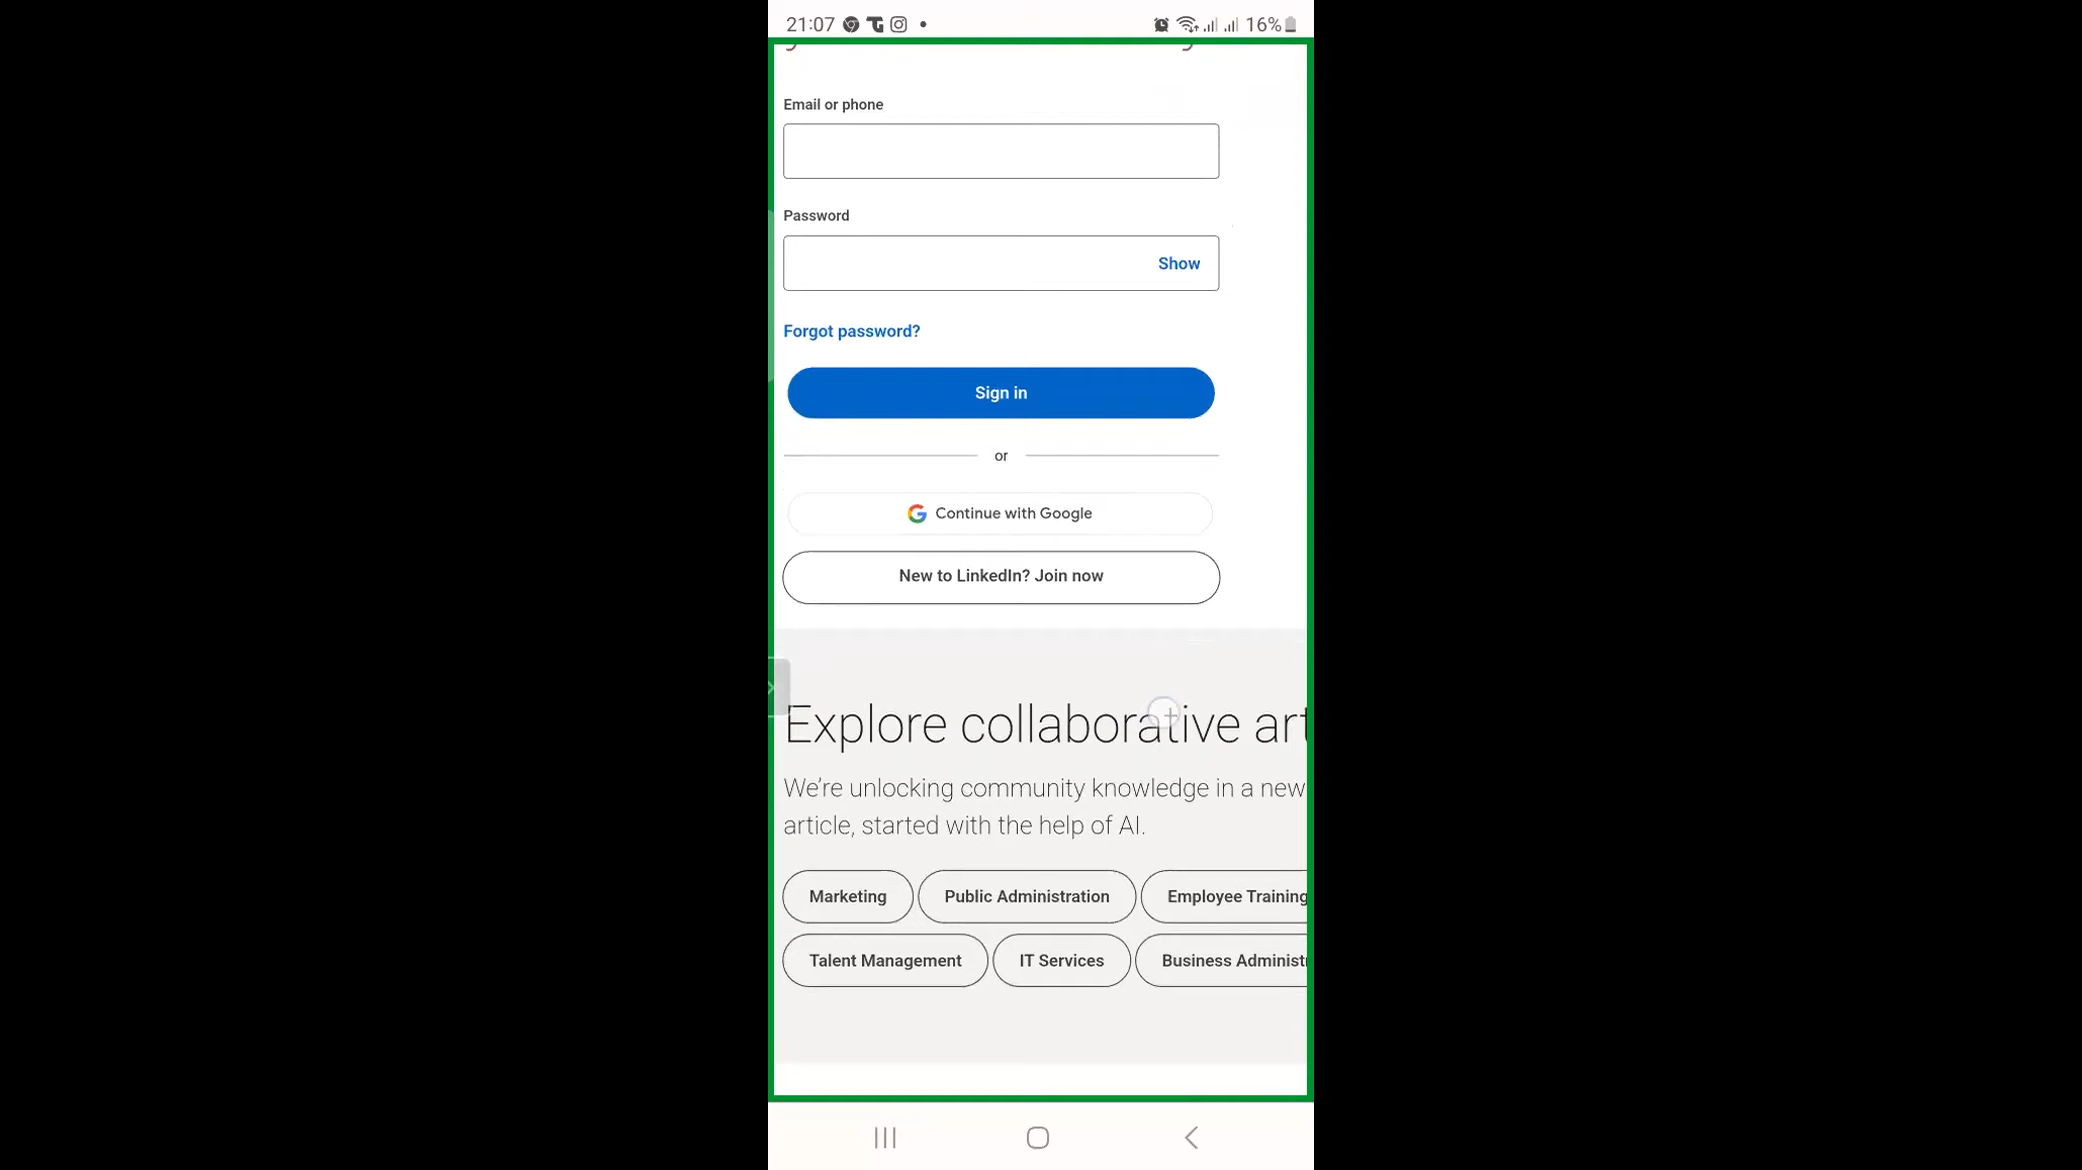 21:07
16%
Email or phone
Password
Show
Forgot password?
Sign in
or
Continue with Google
New to LinkedIn? Join now
Explore collaborative art
We’re unlocking community knowledge in a new
article, started with the help of AI.
Marketing Public Administration Employee Training
Talent Management IT Services Business Administr